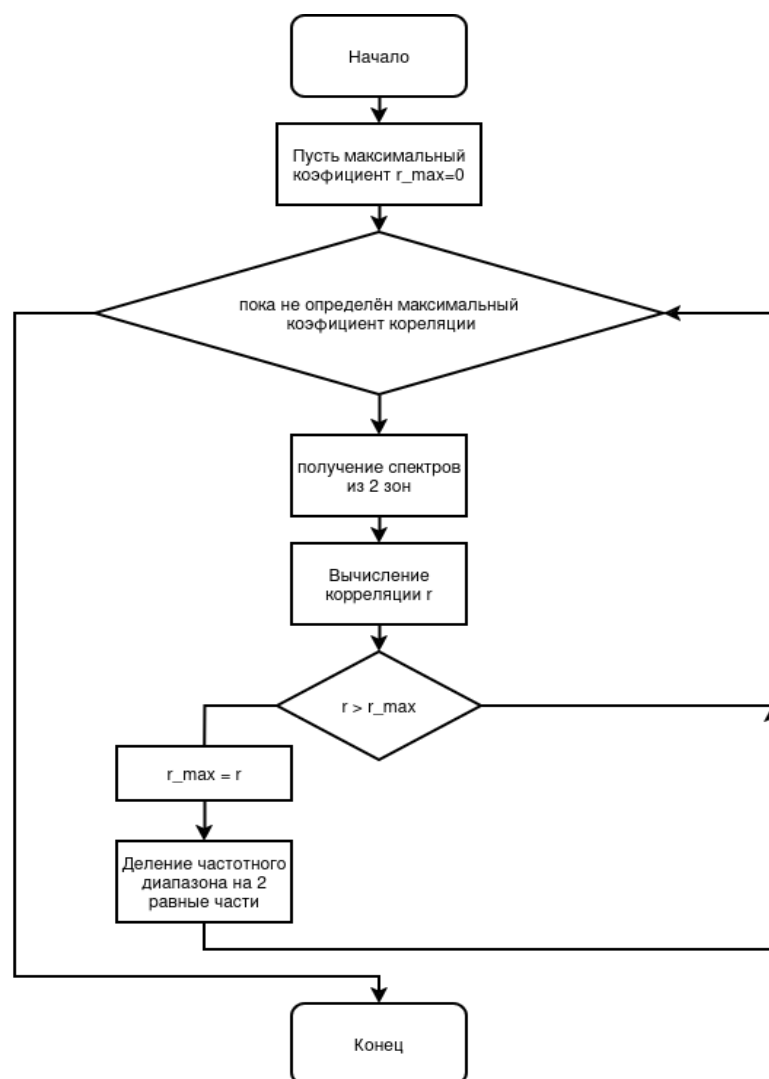 Начало
Пусть максимальный
коэфициент r_max=0
пока не определён максимальный
коэфициент кореляции
получение спектров
из 2 зон
Вычисление
корреляции r
r > r_max
r_max = r
Деление частотного
диапазона на 2
равные части
Конец